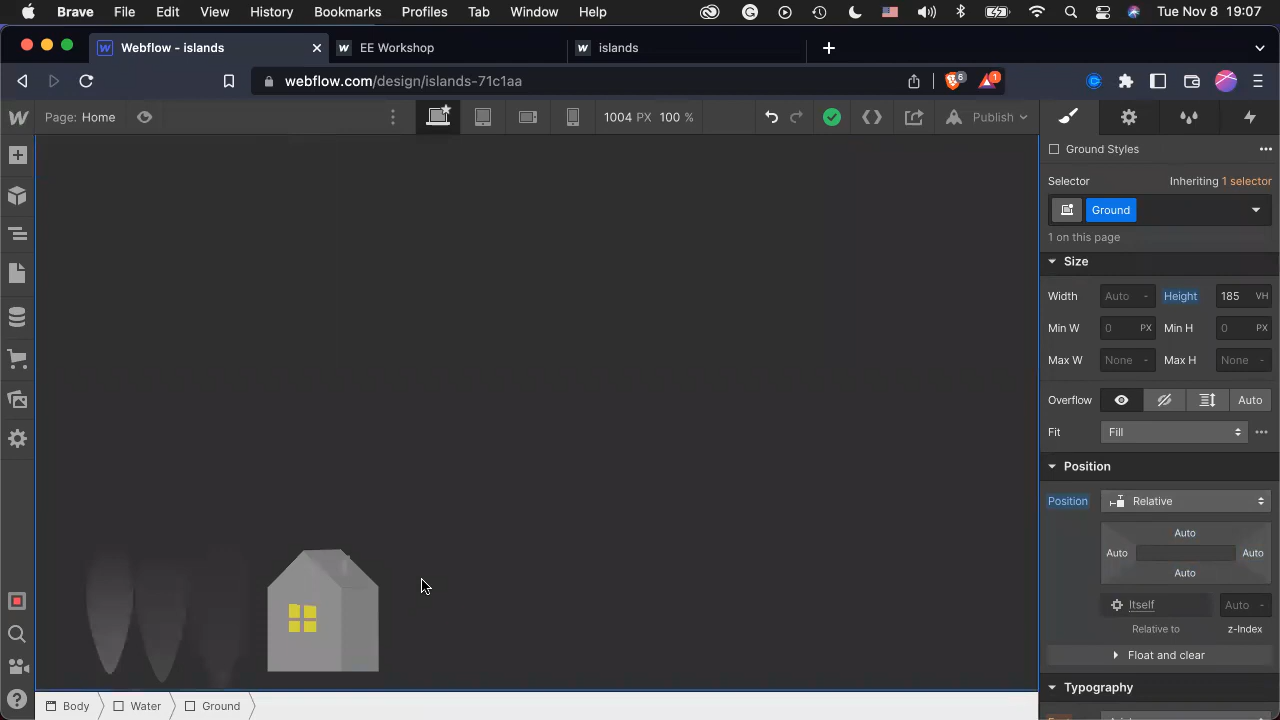 Brave File Edit View History Bookmarks Profiles Tab Window Help Tue Nov 8 19:07
Webflow - islands EE Workshop islands
webflow.com/design/islands-71c1aa 6 1
Page: Home 1004 PX 100 % Publish
Ground Styles
Selector Inheriting 1 selector
Ground
1 on this page
Size
Width Auto - Height 185 VH
Min W 0 PX Min H 0 PX
Max W None - Max H None -
Overflow Auto
Fit Fill
Position
Position Relative
Auto
Auto Auto
Auto
Itself Auto -
Relative to z-Index
Float and clear
Typography
Body Water Ground